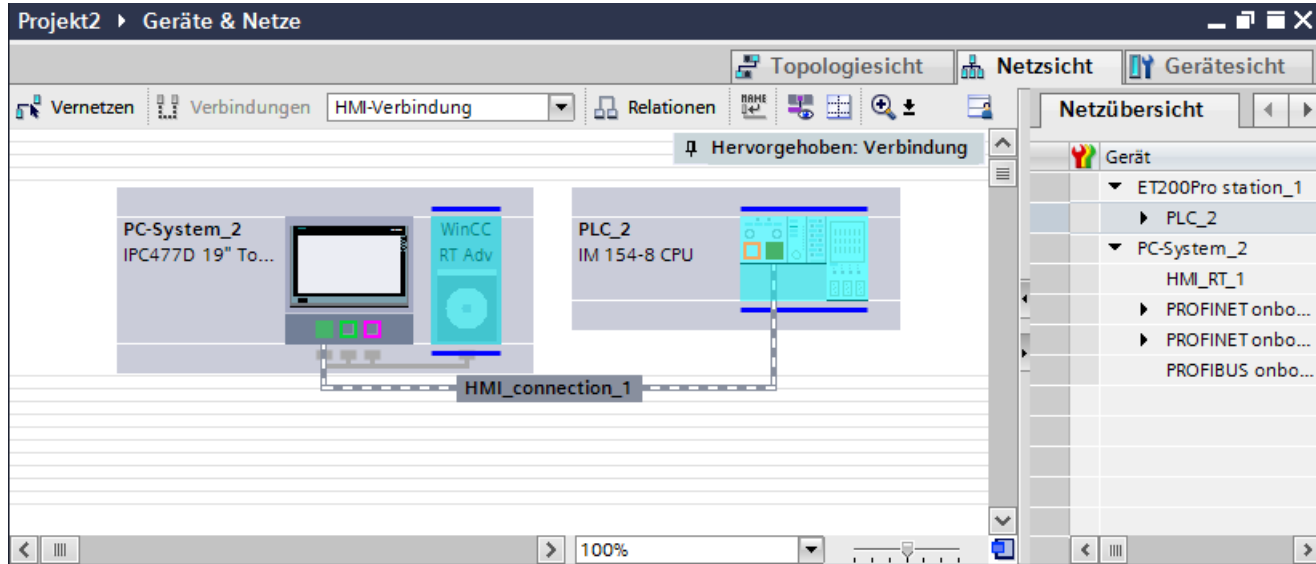 Projekt2 ▸ Geräte & Netze
Topologiesicht
Netzsicht
Gerätesicht
Vernetzen
Verbindungen
HMI-Verbindung
Relationen
NAME
Netzübersicht
Hervorgehoben: Verbindung
Gerät
ET200Pro station_1
PLC_2
PC-System_2
HMI_RT_1
PROFINET onbo...
PROFINET onbo...
PROFIBUS onbo...
PC-System_2
IPC477D 19" To...
WinCC
RT Adv
PLC_2
IM 154-8 CPU
HMI_connection_1
100%